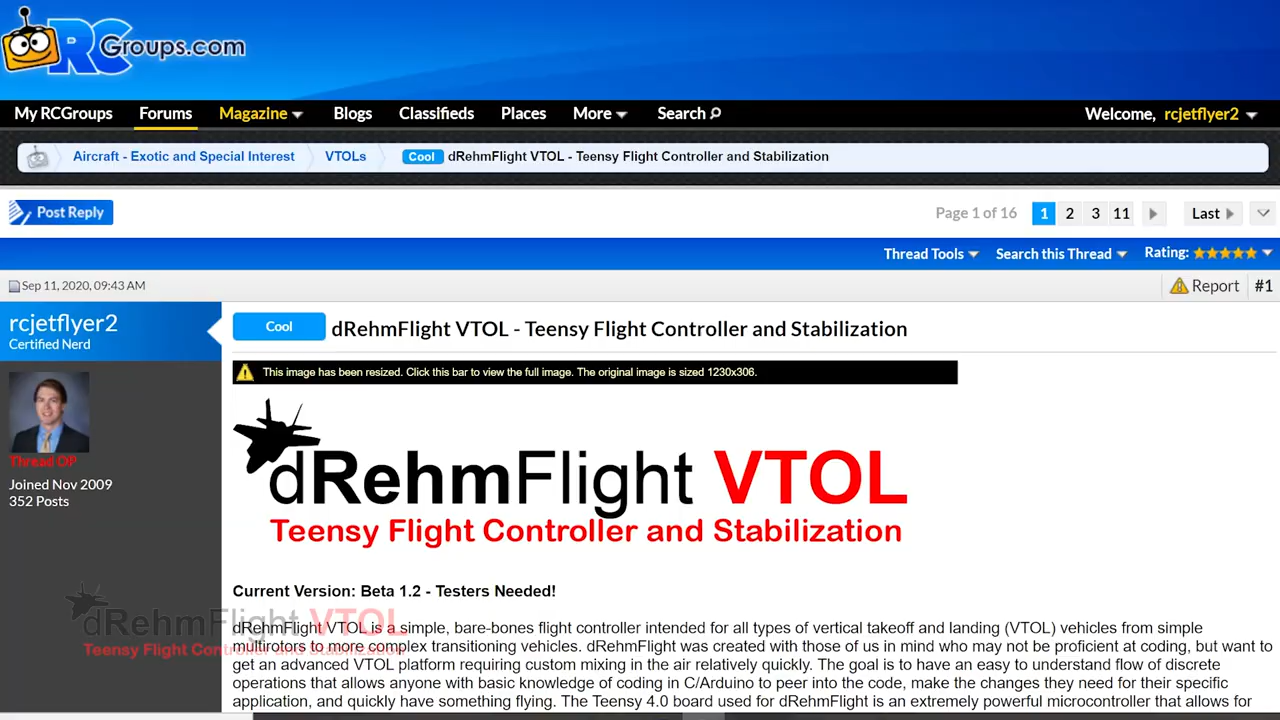 RCGroups.com
My RCGroups Forums Magazine Blogs Classifieds Places More Search Welcome, rcjetflyer2
Aircraft - Exotic and Special Interest VTOLs Cool dRehmFlight VTOL - Teensy Flight Controller and Stabilization
Post Reply Page 1 of 16 1 2 3 11 Last
Thread Tools Search this Thread Rating:
Sep 11, 2020, 09:43 AM Report #1
rcjetflyer2
Certified Nerd
Thread OP
Joined Nov 2009
352 Posts
Cool dRehmFlight VTOL - Teensy Flight Controller and Stabilization
This image has been resized. Click this bar to view the full image. The original image is sized 1230x306.
dRehmFlight VTOL
Teensy Flight Controller and Stabilization
Current Version: Beta 1.2 - Testers Needed!
dRehmFlight VTOL is a simple, bare-bones flight controller intended for all types of vertical takeoff and landing (VTOL) vehicles from simple
multirotors to more complex transitioning vehicles. dRehmFlight was created with those of us in mind who may not be proficient at coding, but want to
get an advanced VTOL platform requiring custom mixing in the air relatively quickly. The goal is to have an easy to understand flow of discrete
operations that allows anyone with basic knowledge of coding in C/Arduino to peer into the code, make the changes they need for their specific
application, and quickly have something flying. The Teensy 4.0 board used for dRehmFlight is an extremely powerful microcontroller that allows for
dRehmFlight VTOL
Teensy Flight Controller and Stabilization